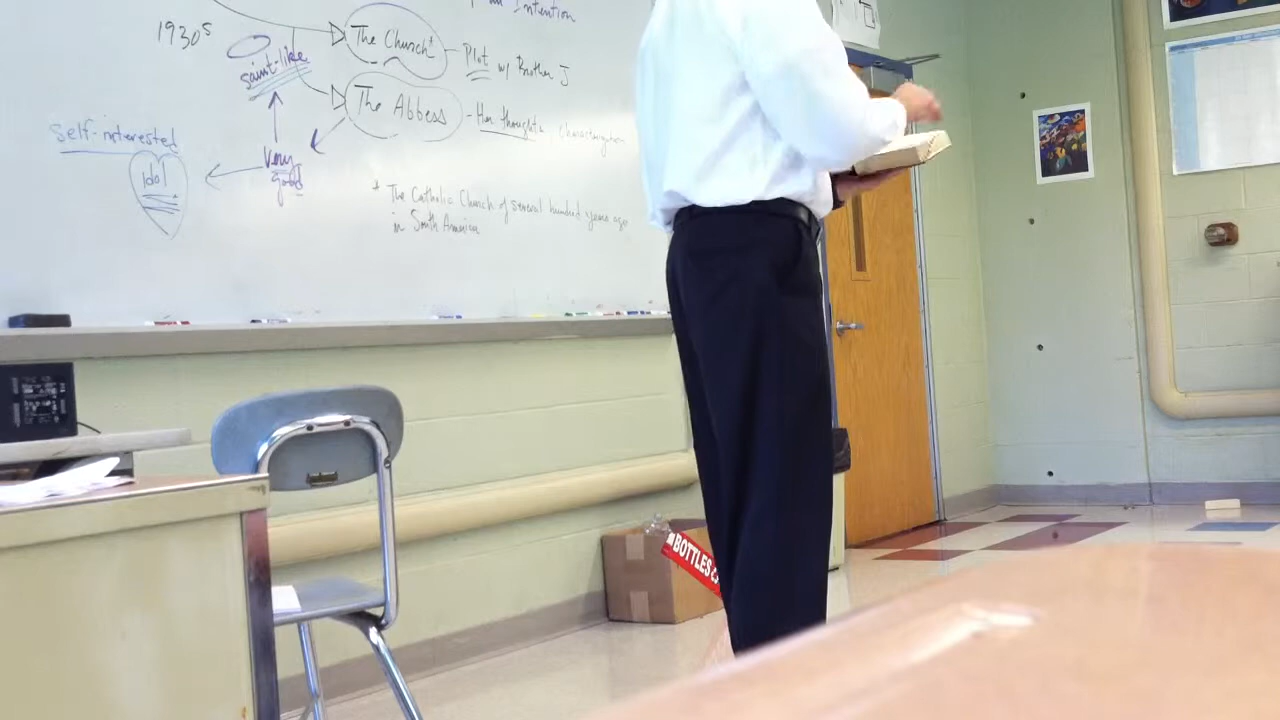 Intention
1930s
The Church
Plot w/ Brother J
saint-like
The Abbess
- Her thoughts characterization
Self-interested
Very good
Idol
* The Catholic Church of several hundred years ago
in South America
BOTTLES